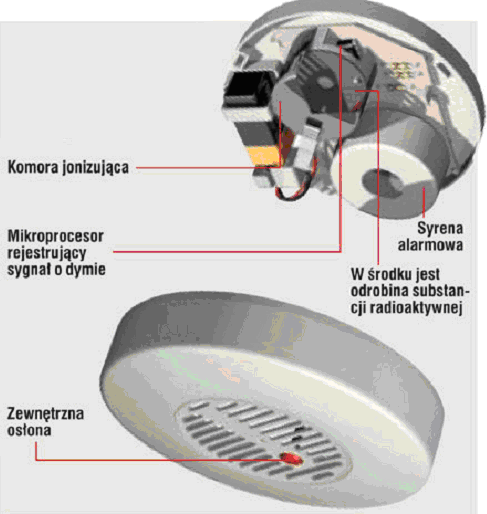 Komora jonizująca
Mikroprocesor
rejestrujący
sygnał o dymie
Syrena
alarmowa
W środku jest
odrobina substan-
cji radioaktywnej
Zewnętrzna
osłona